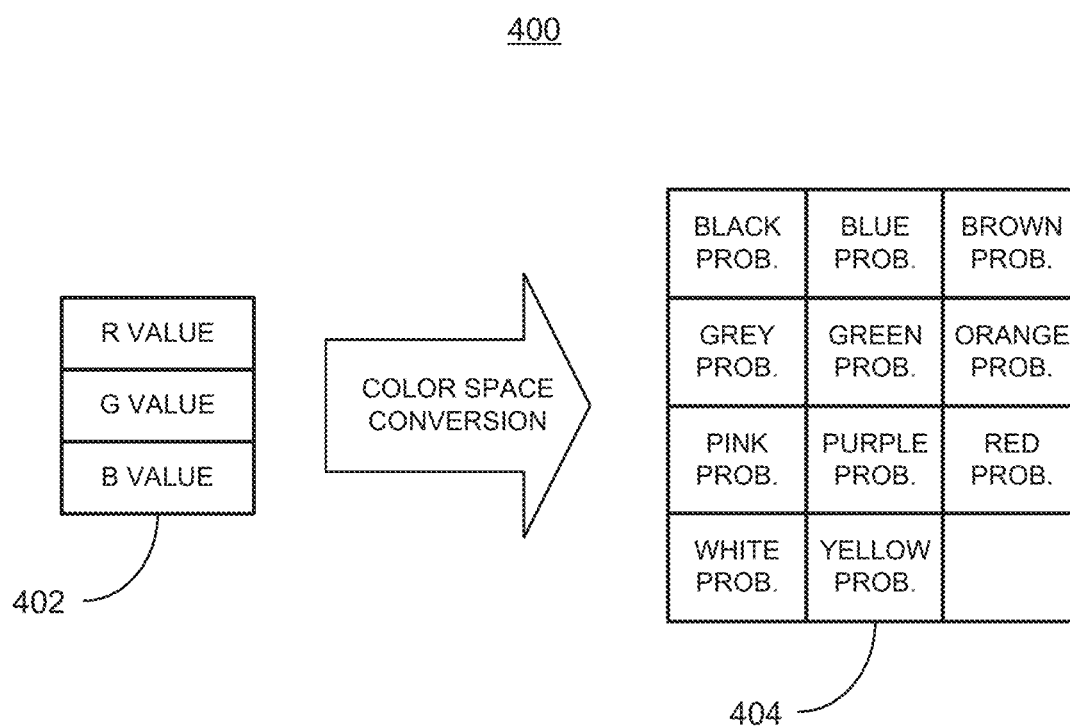 400
R VALUE
G VALUE
B VALUE
402
COLOR SPACE
CONVERSION
BLACK
PROB.
BLUE
PROB.
BROWN
PROB.
GREY
PROB.
GREEN
PROB.
ORANGE
PROB.
PINK
PROB.
PURPLE
PROB.
RED
PROB.
WHITE
PROB.
YELLOW
PROB.
404